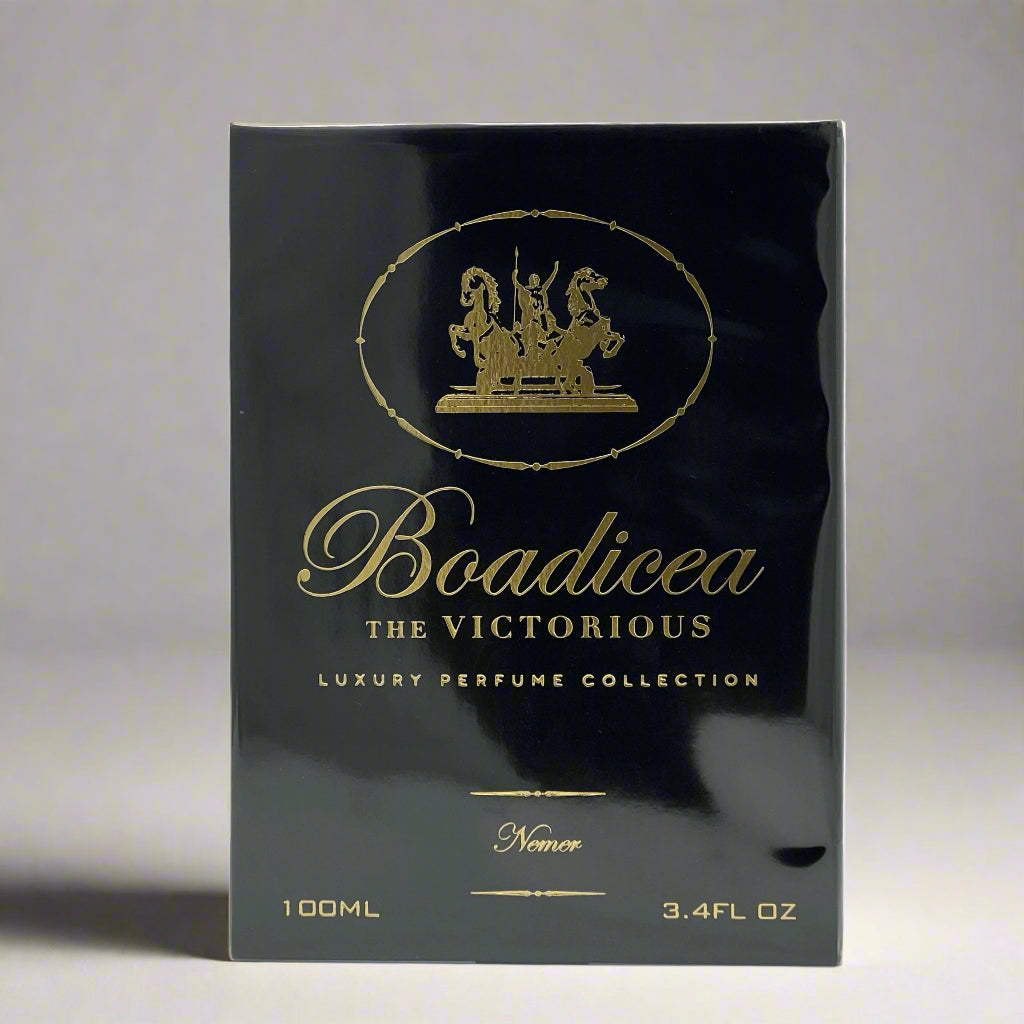 Boadicea
THE VICTORIOUS
LUXURY PERFUME COLLECTION
Nemer
100ML
3.4FL OZ